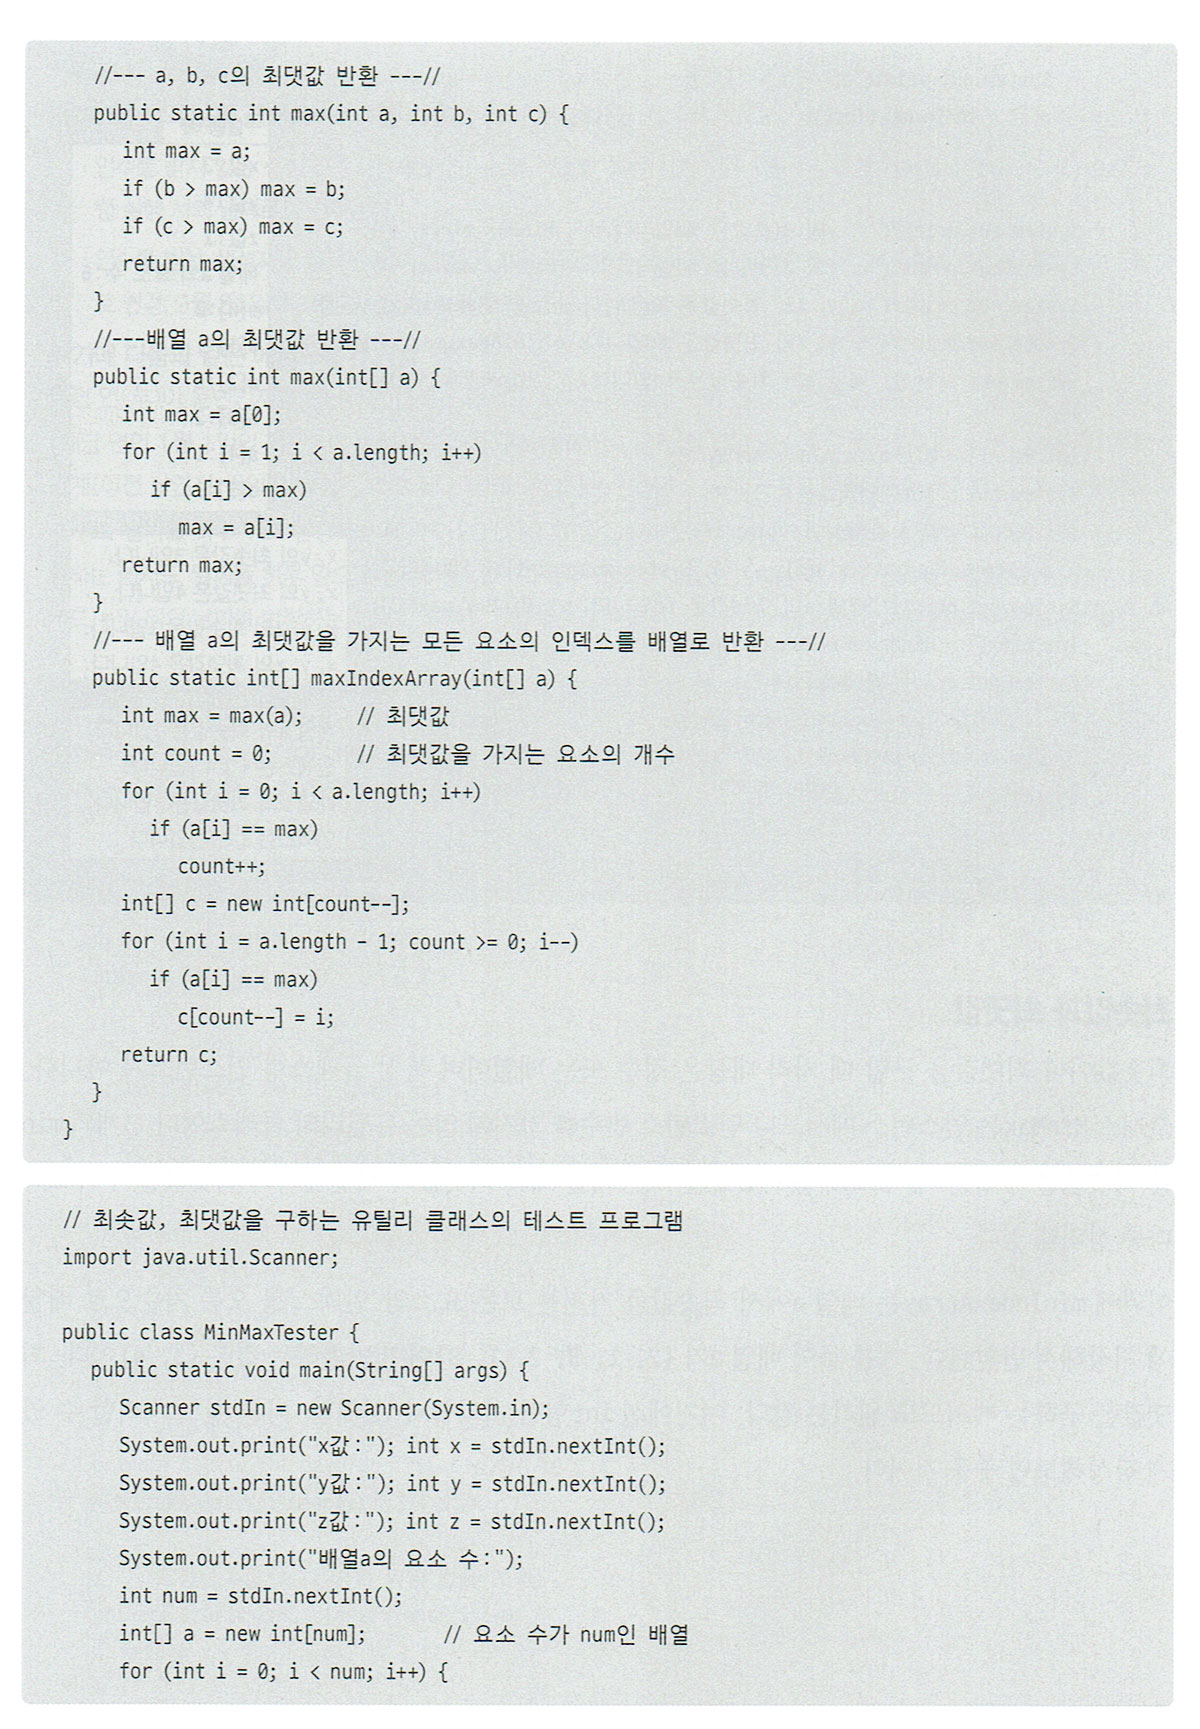 //--- a, b, c의 최댓값 반환 ---//
public static int max(int a, int b, int c) {
int max = a;
if (b > max) max = b;
if (c > max) max = c;
return max;
}
//---배열 a의 최댓값 반환 ---//
public static int max(int[] a) {
int max = a[0];
for (int i = 1; i < a.length; i++)
if (a[i] > max)
max = a[i];
return max;
}
//--- 배열 a의 최댓값을 가지는 모든 요소의 인덱스를 배열로 반환 ---//
public static int[] maxIndexArray(int[] a) {
int max = max(a); // 최댓값
int count = 0; // 최댓값을 가지는 요소의 개수
for (int i = 0; i < a.length; i++)
if (a[i] == max)
count++;
int[] c = new int[count--];
for (int i = a.length - 1; count >= 0; i--)
if (a[i] == max)
c[count--] = i;
return c;
}
}
// 최솟값, 최댓값을 구하는 유틸리 클래스의 테스트 프로그램
import java.util.Scanner;
public class MinMaxTester {
public static void main(String[] args) {
Scanner stdIn = new Scanner(System.in);
System.out.print("x값:"); int x = stdIn.nextInt();
System.out.print("y값:"); int y = stdIn.nextInt();
System.out.print("z값:"); int z = stdIn.nextInt();
System.out.print("배열a의 요소 수:");
int num = stdIn.nextInt();
int[] a = new int[num]; // 요소 수가 num인 배열
for (int i = 0; i < num; i++) {